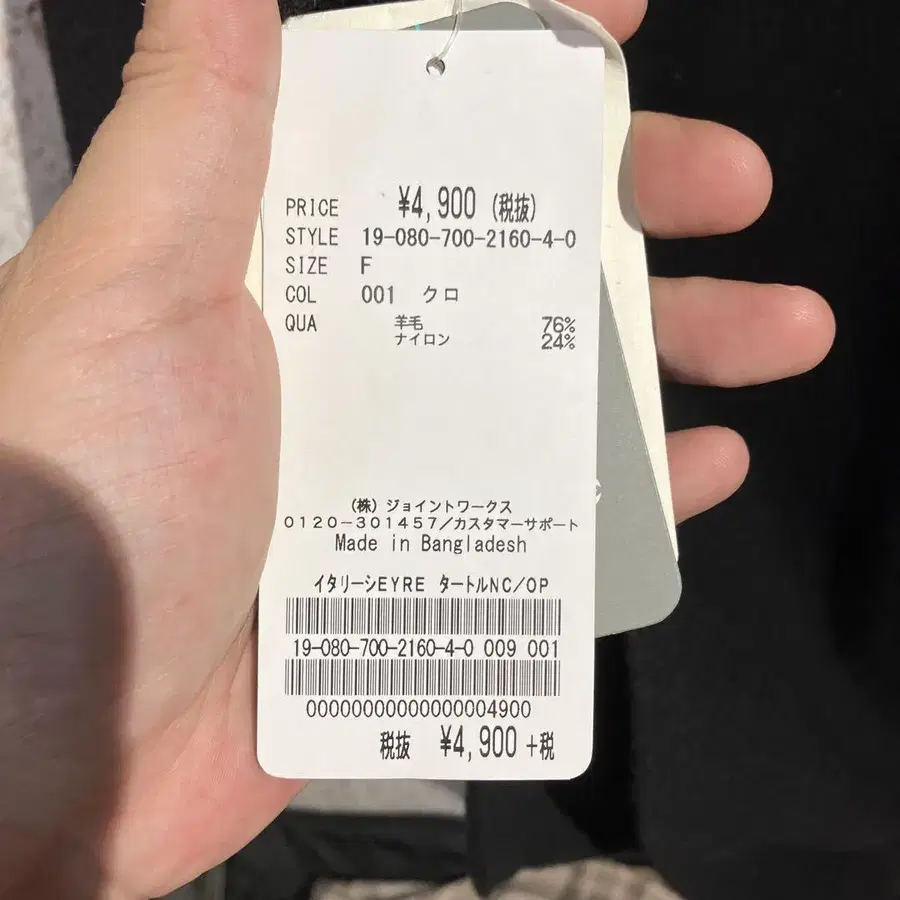 PRICE ¥4,900 (税抜)
STYLE 19-080-700-2160-4-0
SIZE F
COL 001 クロ
QUA 羊毛 76%
ナイロン 24%
(株)ジョイントワークス
0120-301457/カスタマーサポート
Made in Bangladesh
イタリーシEYRE タートルNC/OP
19-080-700-2160-4-0 009 001
00000000000000004900
税抜 ¥4,900+税